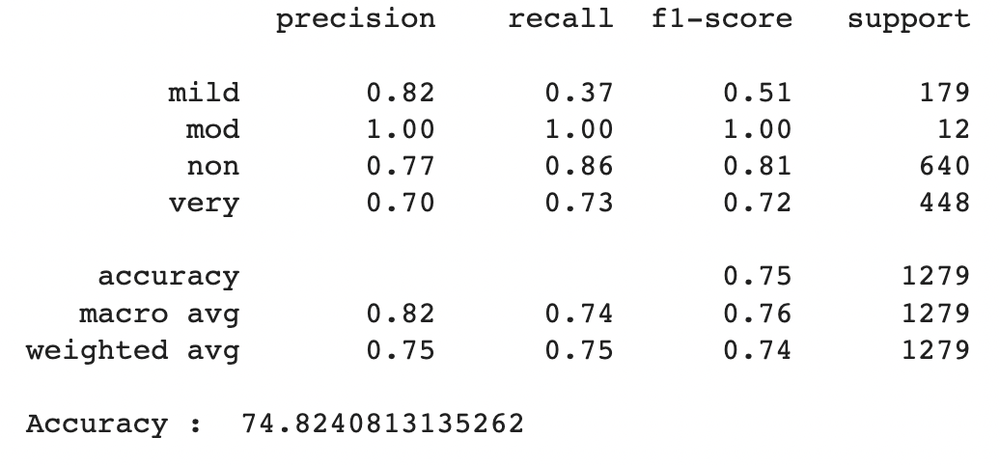 precision recall f1-score support
mild 0.82 0.37 0.51 179
mod 1.00 1.00 1.00 12
non 0.77 0.86 0.81 640
very 0.70 0.73 0.72 448
accuracy 0.75 1279
macro avg 0.82 0.74 0.76 1279
weighted avg 0.75 0.75 0.74 1279
Accuracy : 74.8240813135262